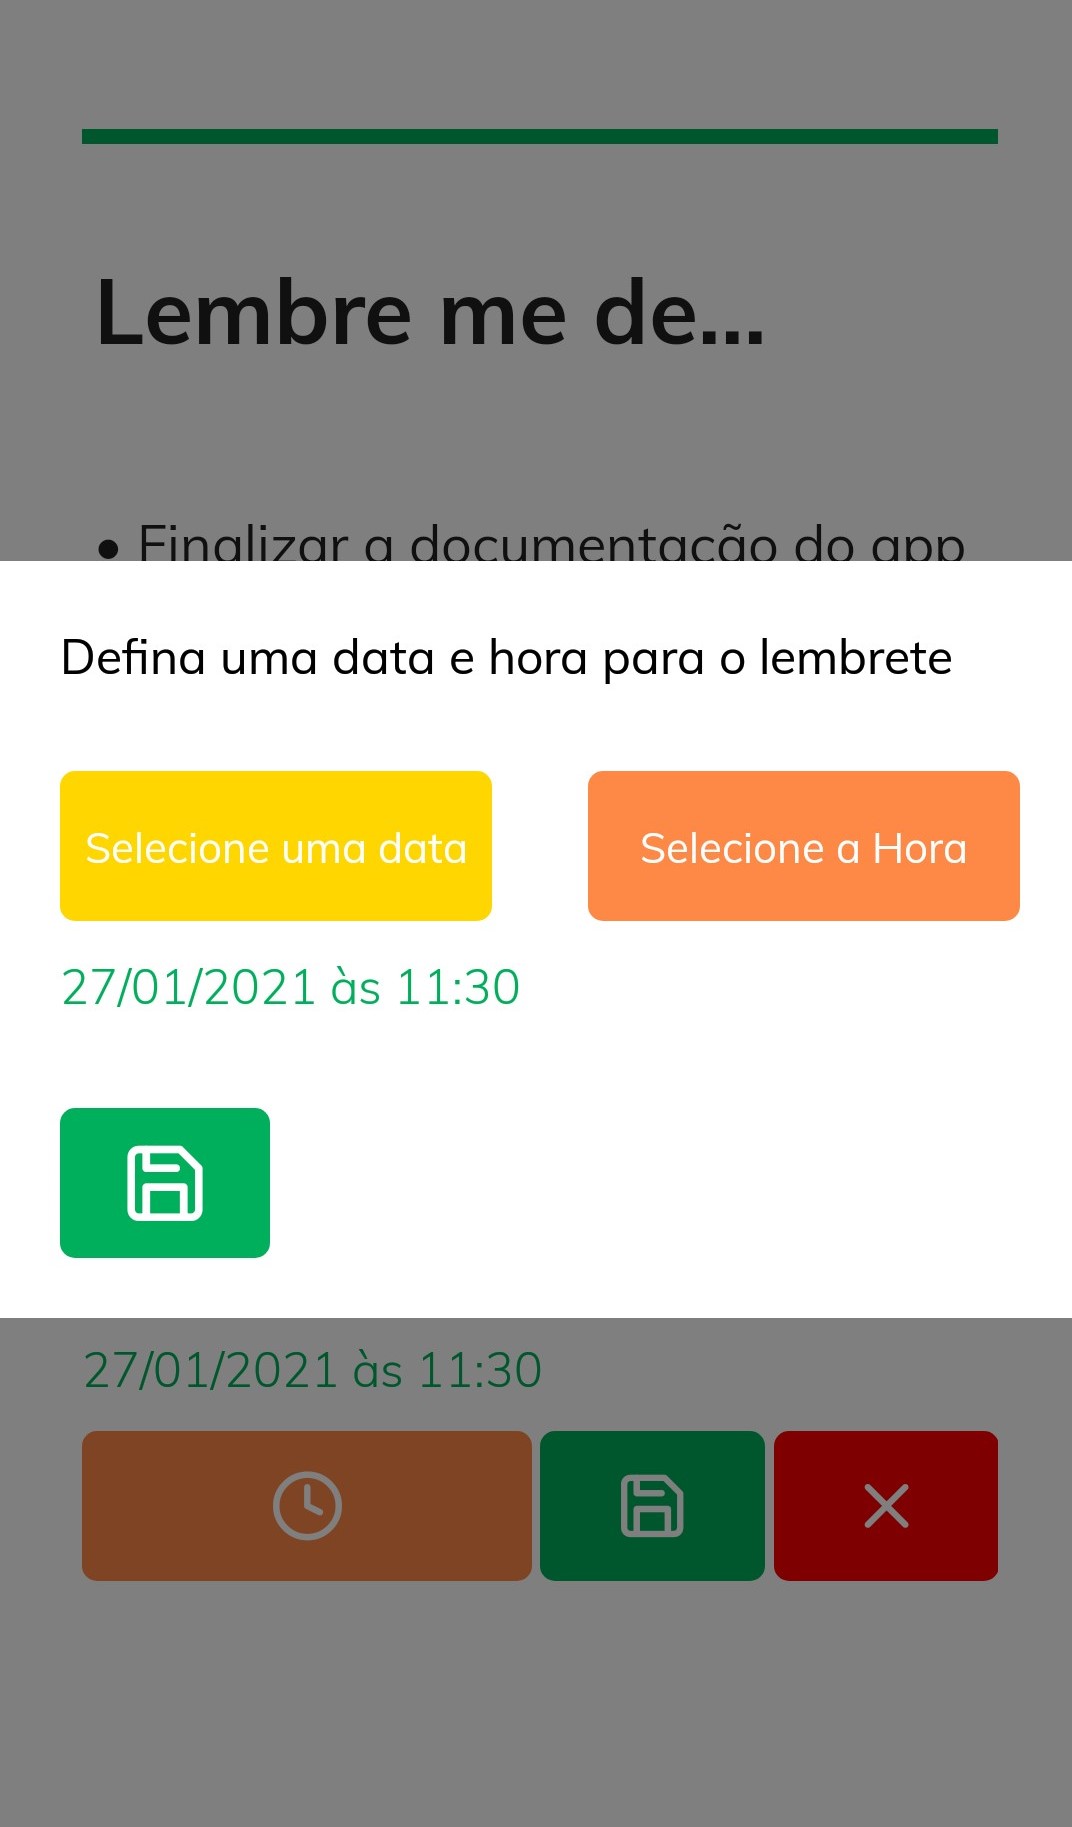 Lembre me de...
• Finalizar a documentação do app
Defina uma data e hora para o lembrete
Selecione uma data
Selecione a Hora
27/01/2021 às 11:30
27/01/2021 às 11:30